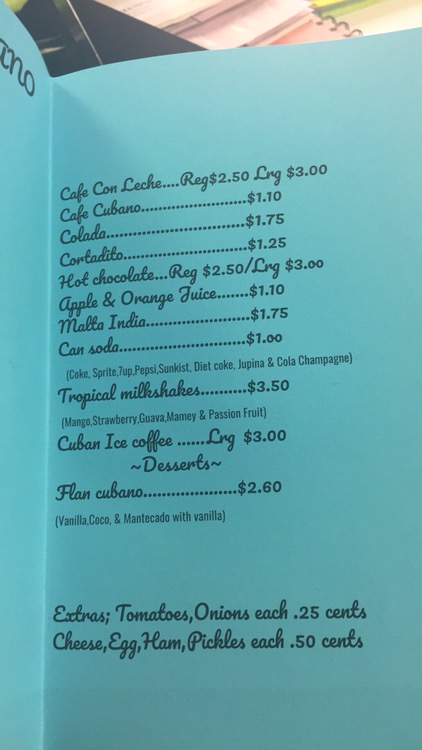 Cafe Con Leche....Reg$2.50 Lrg $3.00
Cafe Cubano..........................$1.10
Colada..................................$1.75
Cortadito..............................$1.25
Hot chocolate...Reg $2.50/Lrg $3.00
Apple & Orange Juice.......$1.10
Malta India.........................$1.75
Can soda..............................$1.00
(Coke, Sprite,7up,Pepsi,Sunkist, Diet coke, Jupina & Cola Champagne)
Tropical milkshakes..........$3.50
(Mango,Strawberry,Guava,Mamey & Passion Fruit)
Cuban Ice coffee ......Lrg $3.00
~Desserts~
Flan cubano.......................$2.60
(Vanilla,Coco, & Mantecado with vanilla)
Extras; Tomatoes,Onions each .25 cents
Cheese,Egg,Ham,Pickles each .50 cents